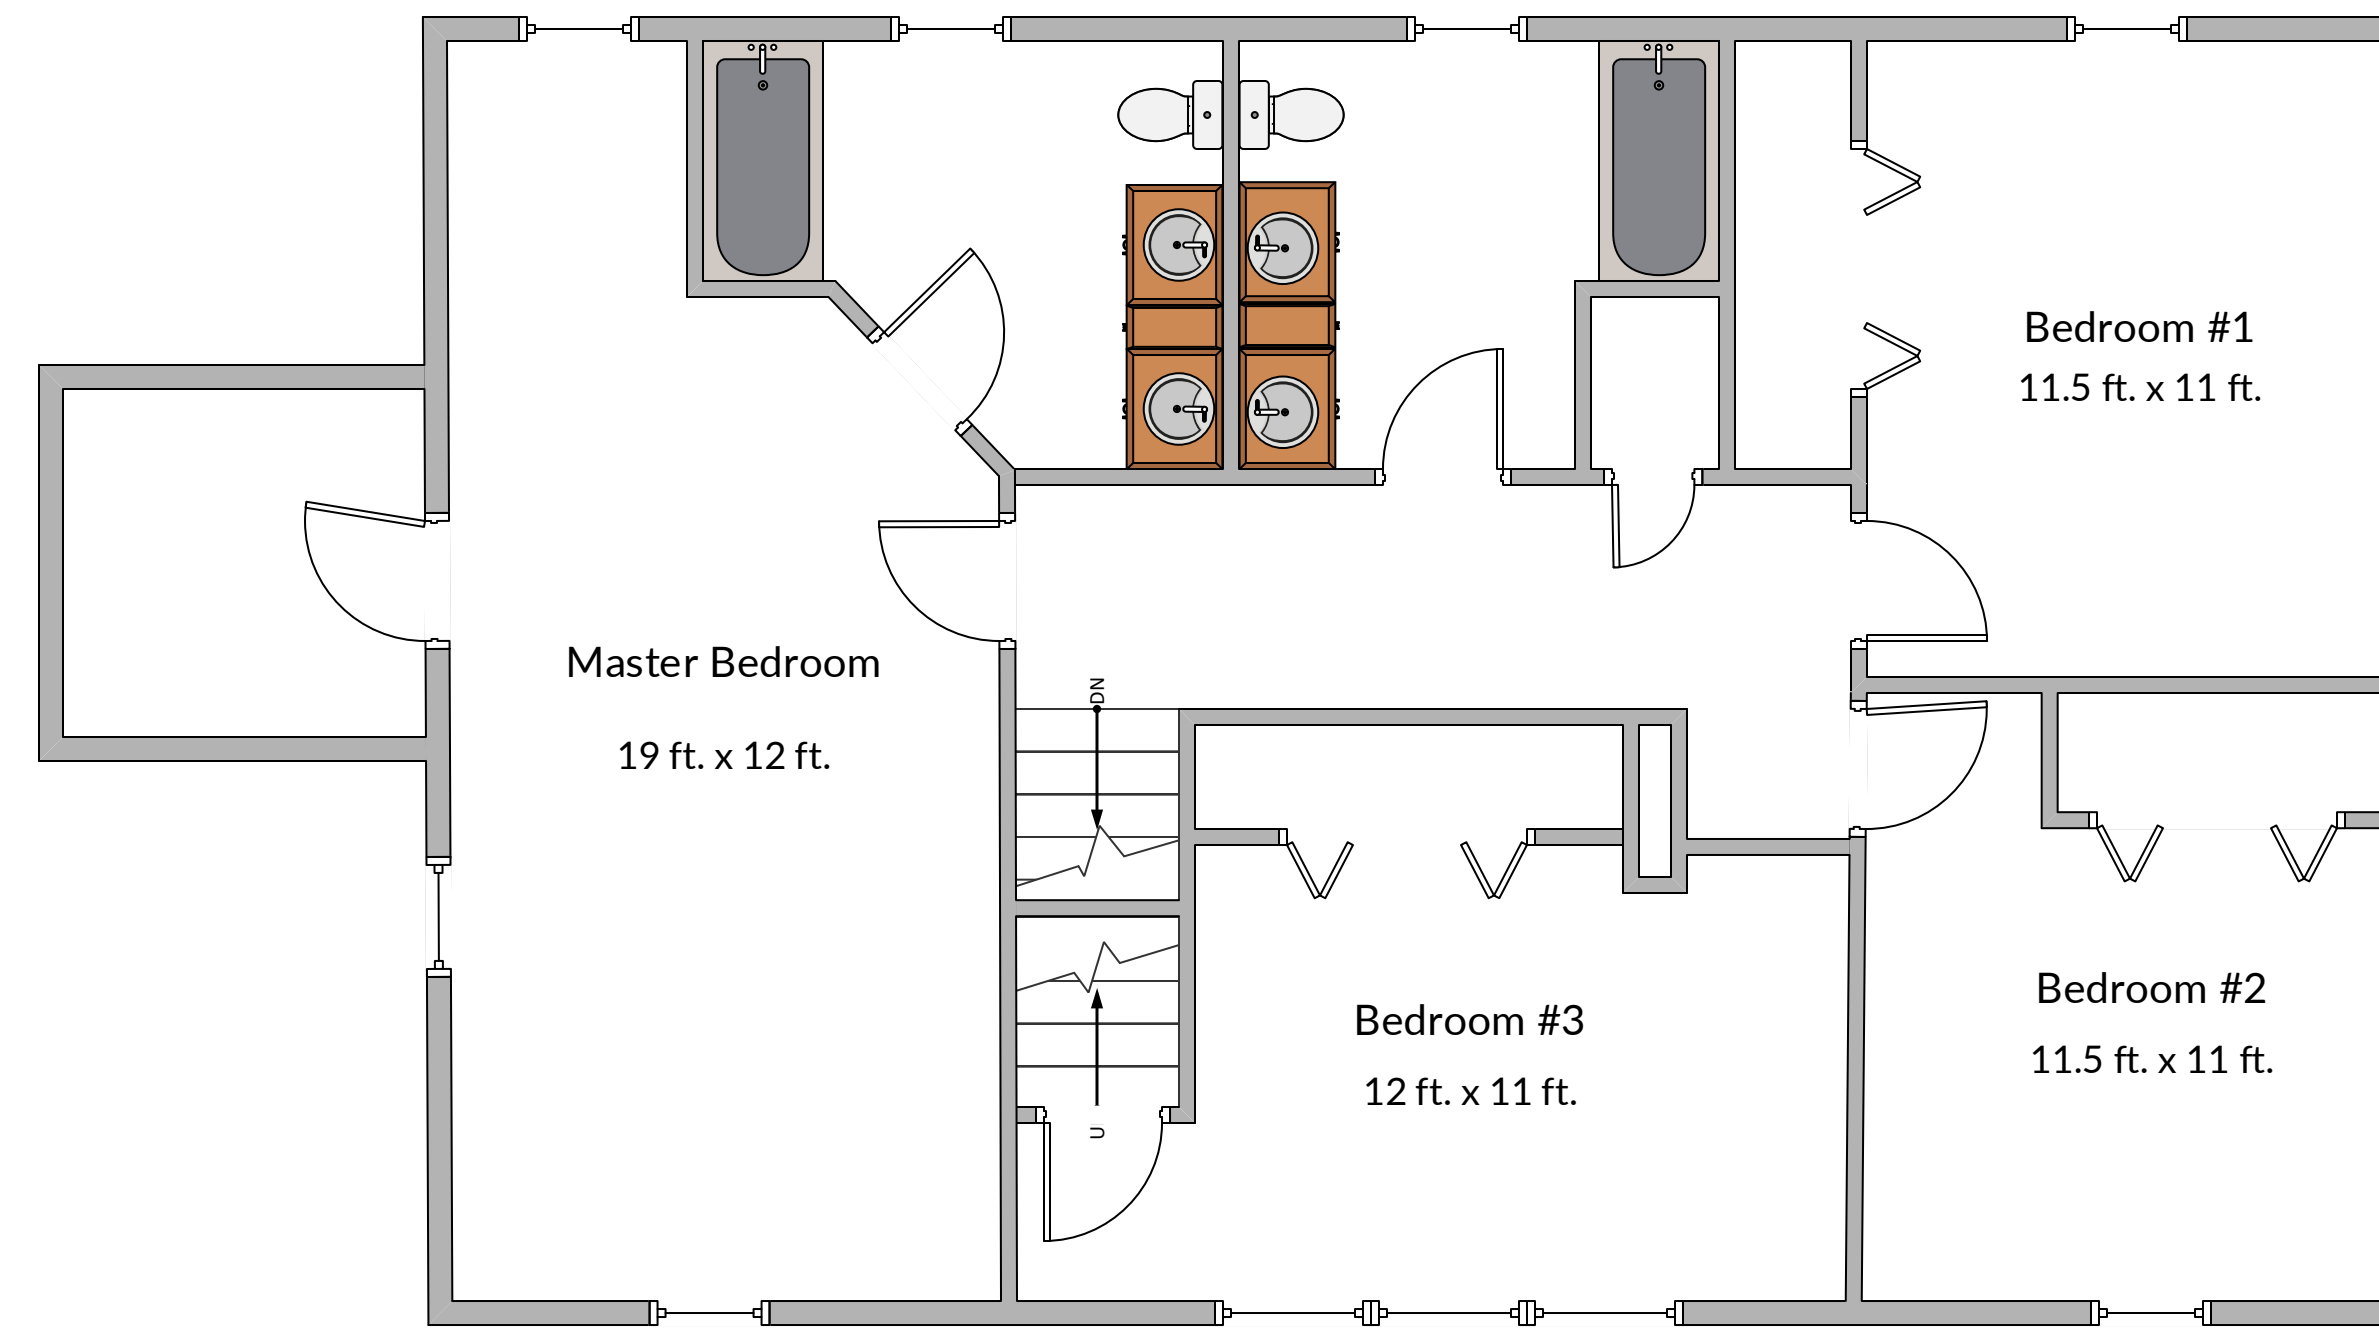 Bedroom #1
11.5 ft. x 11 ft.
Master Bedroom
19 ft. x 12 ft.
DN
Bedroom #2
11.5 ft. x 11 ft.
Bedroom #3
12 ft. x 11 ft.
U